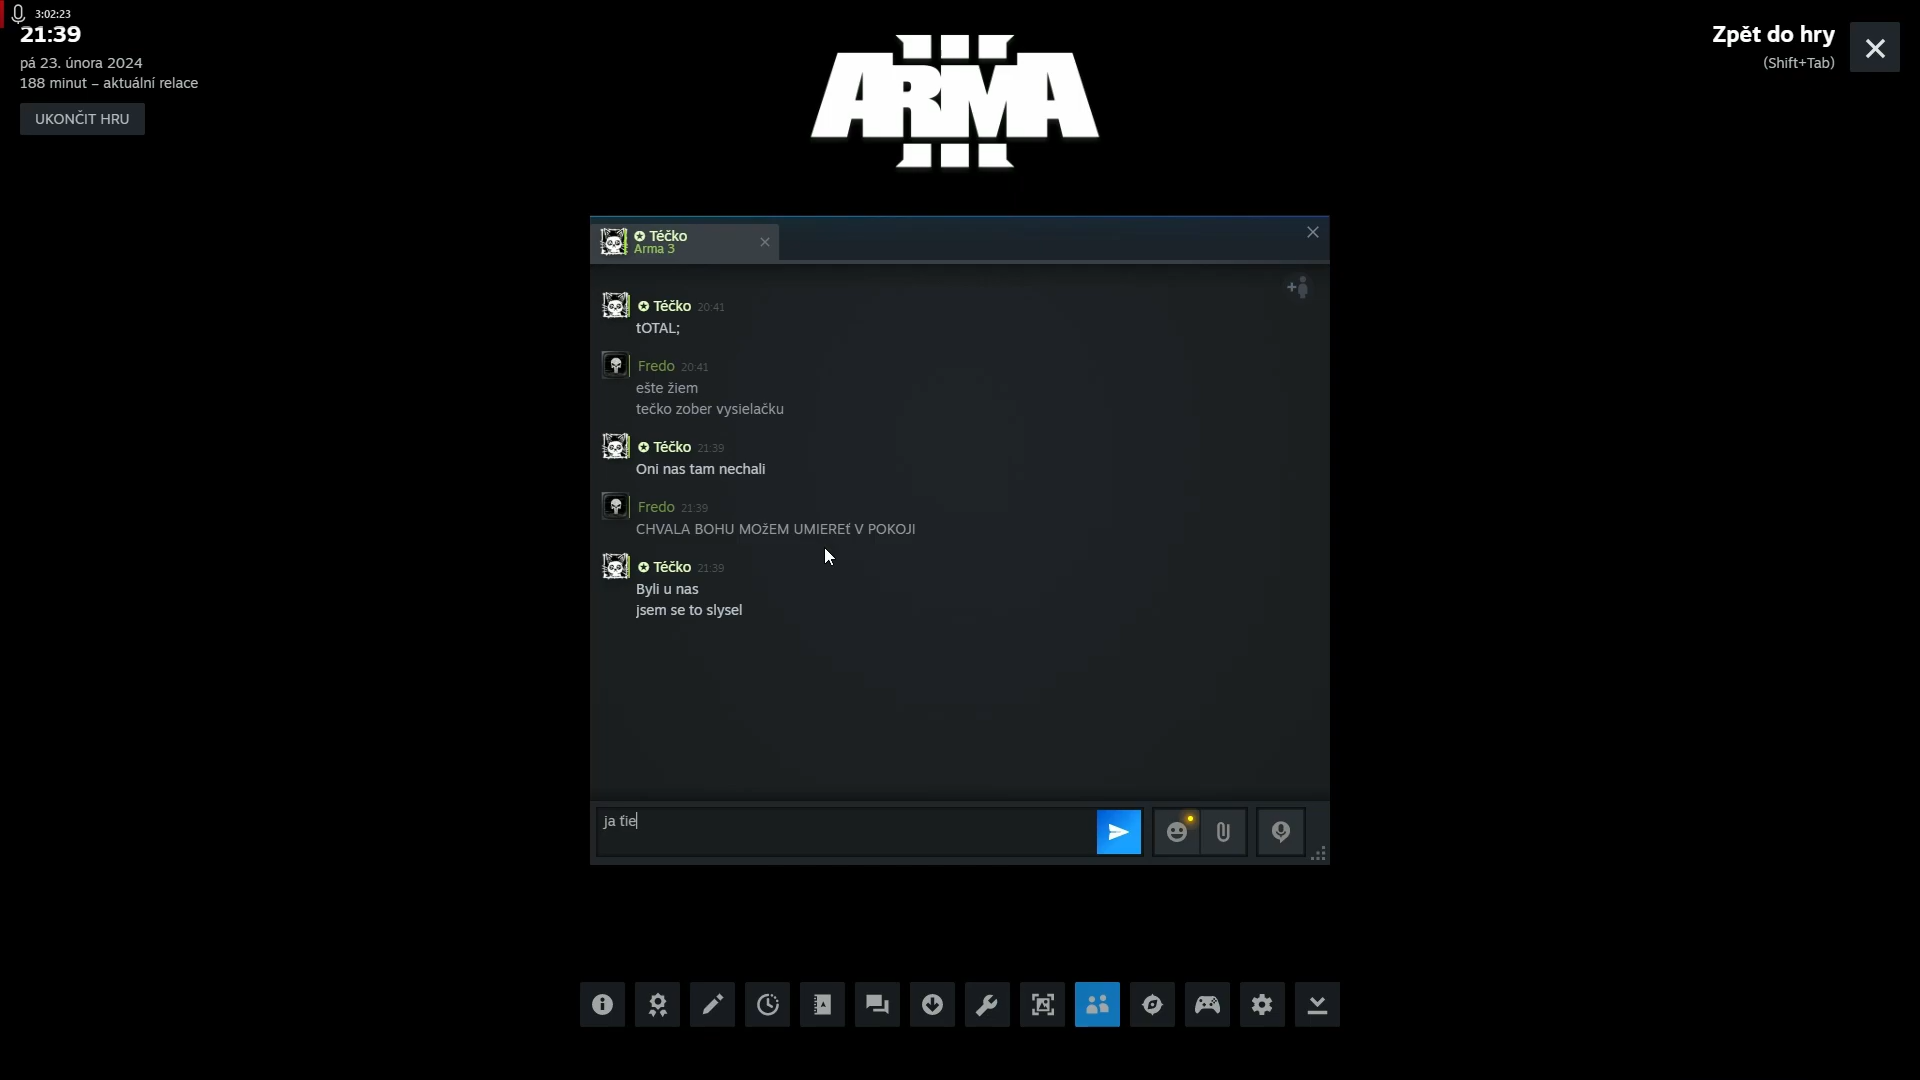 3:02:23
21:39
pá 23. února 2024
188 minut – aktuální relace
UKONČIT HRU
ARMA
III
Zpět do hry
(Shift+Tab)
Téčko
Arma 3
Téčko 20:41
tOTAL;
Fredo 20:41
ešte žiem
tečko zober vysielačku
Téčko 21:39
Oni nas tam nechali
Fredo 21:39
CHVALA BOHU MOžEM UMIEREť V POKOJI
Téčko 21:39
Byli u nas
jsem se to slysel
ja ťie